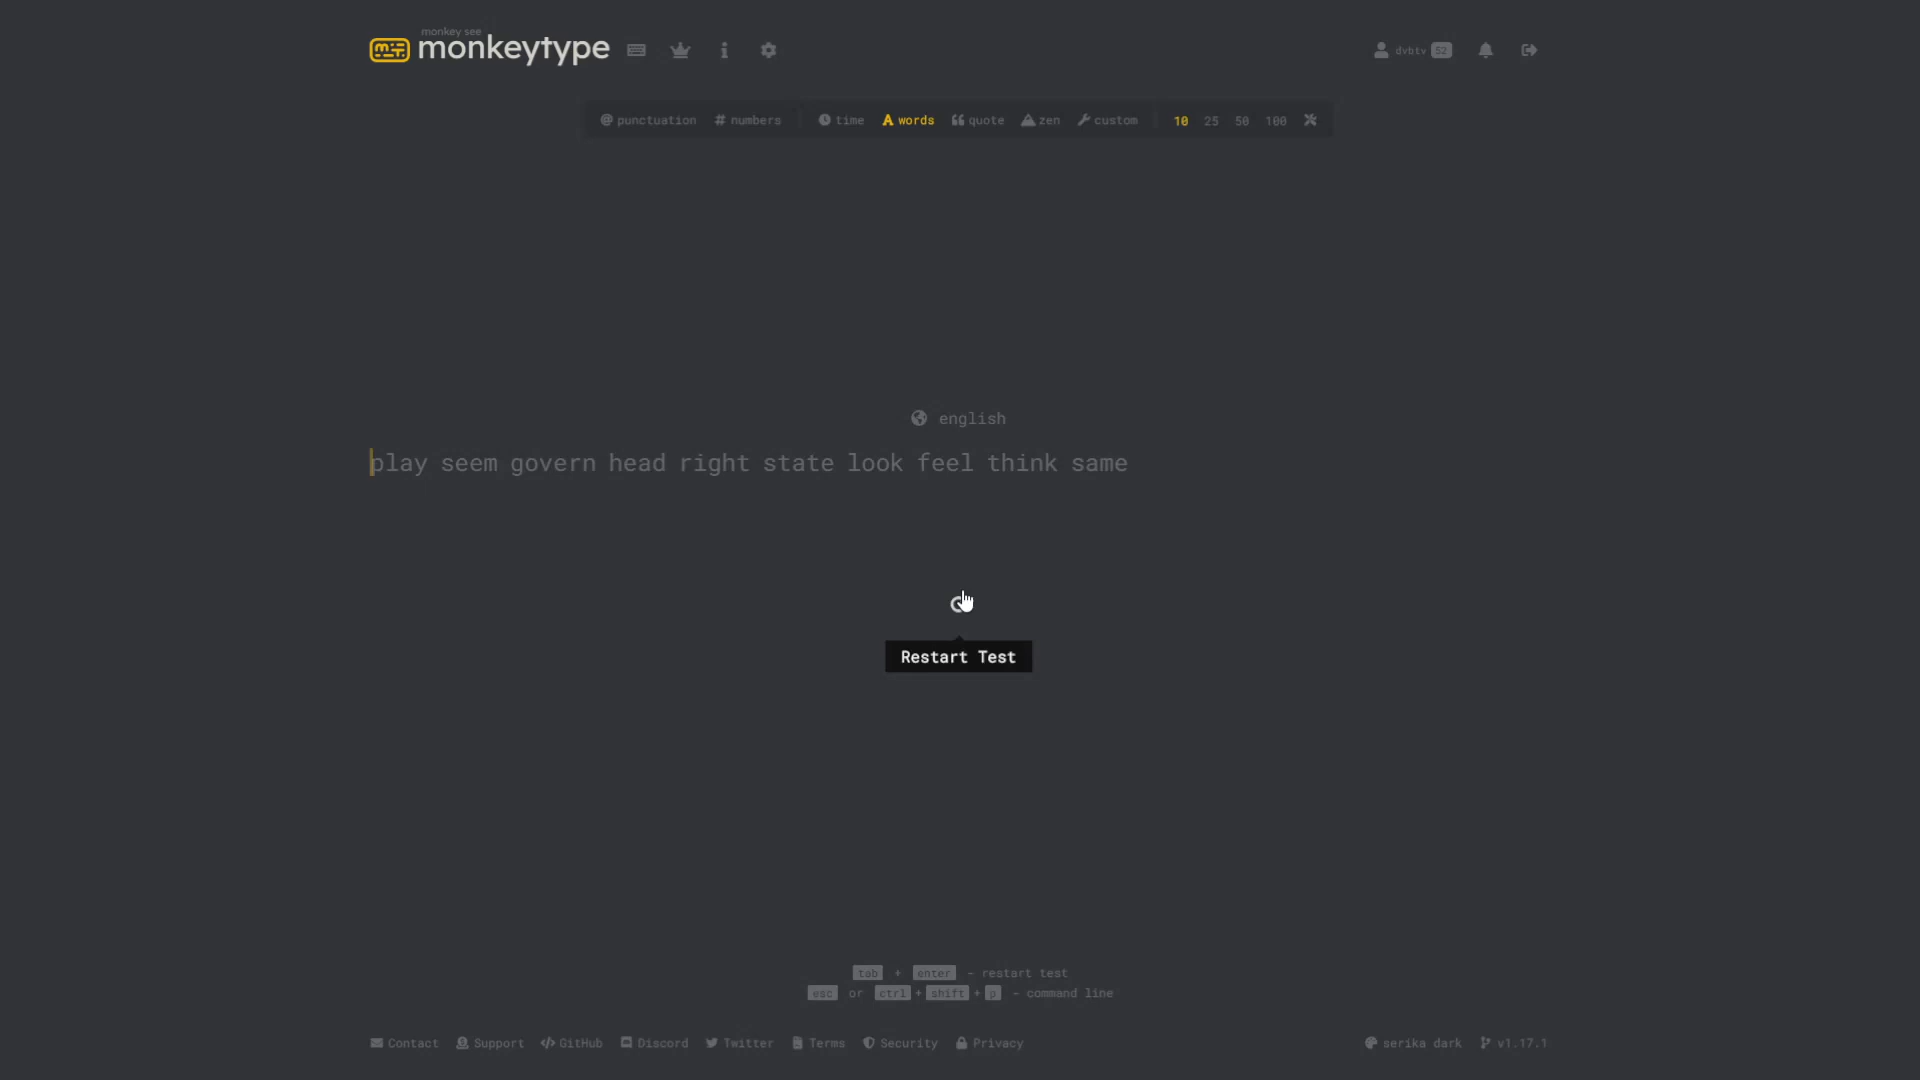 monkey see
monkeytype
dvbtv 52
@ punctuation # numbers time A words quote zen custom 10 25 50 100
english
play seem govern head right state look feel think same
Restart Test
tab + enter - restart test
esc or ctrl + shift + p - command line
Contact Support GitHub Discord Twitter Terms Security Privacy serika dark v1.17.1